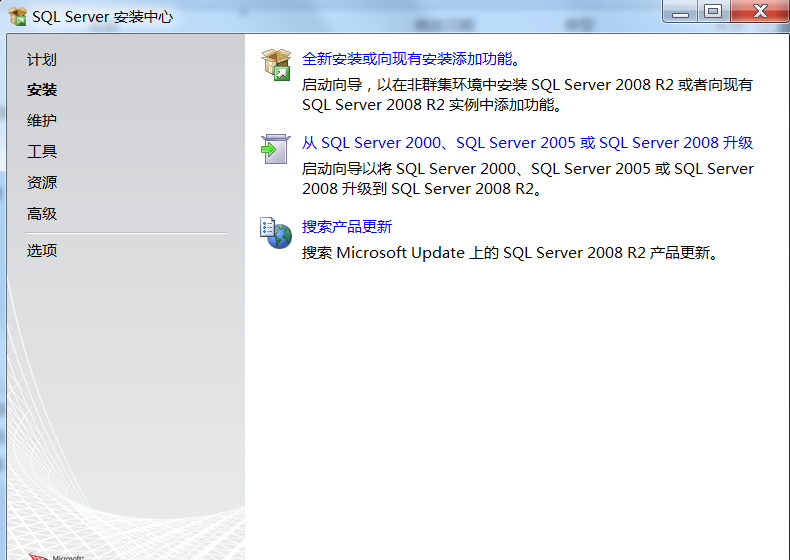 SQL Server 安装中心
计划
安装
维护
工具
资源
高级
选项
全新安装或向现有安装添加功能。
启动向导，以在非群集环境中安装 SQL Server 2008 R2 或者向现有
SQL Server 2008 R2 实例中添加功能。
从 SQL Server 2000、SQL Server 2005 或 SQL Server 2008 升级
启动向导以将 SQL Server 2000、SQL Server 2005 或 SQL Server
2008 升级到 SQL Server 2008 R2。
搜索产品更新
搜索 Microsoft Update 上的 SQL Server 2008 R2 产品更新。
Microsoft®